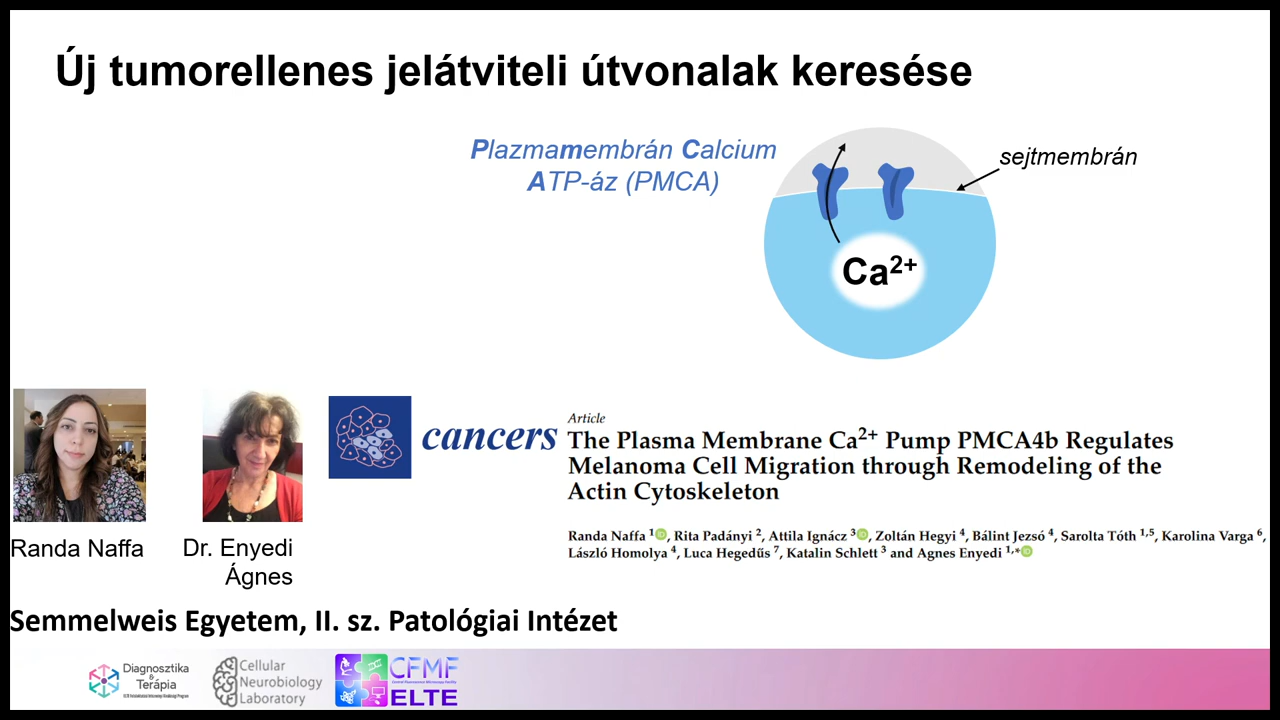 Új tumorellenes jelátviteli útvonalak keresése
Plazmamembrán Calcium
ATP-áz (PMCA)
sejtmembrán
Ca²⁺
cancers
Article
The Plasma Membrane Ca²⁺ Pump PMCA4b Regulates
Melanoma Cell Migration through Remodeling of the
Actin Cytoskeleton
Randa Naffa ¹, Rita Padányi ², Attila Ignácz ³, Zoltán Hegyi ⁴, Bálint Jezsó ⁴, Sarolta Tóth ¹,⁵, Karolina Varga ⁶,
László Homolya ⁴, Luca Hegedűs ⁷, Katalin Schlett ³ and Agnes Enyedi ¹,*
Randa Naffa
Dr. Enyedi
Ágnes
Semmelweis Egyetem, II. sz. Patológiai Intézet
Diagnosztika
&
Terápia
Cellular
Neurobiology
Laboratory
CFMF
ELTE